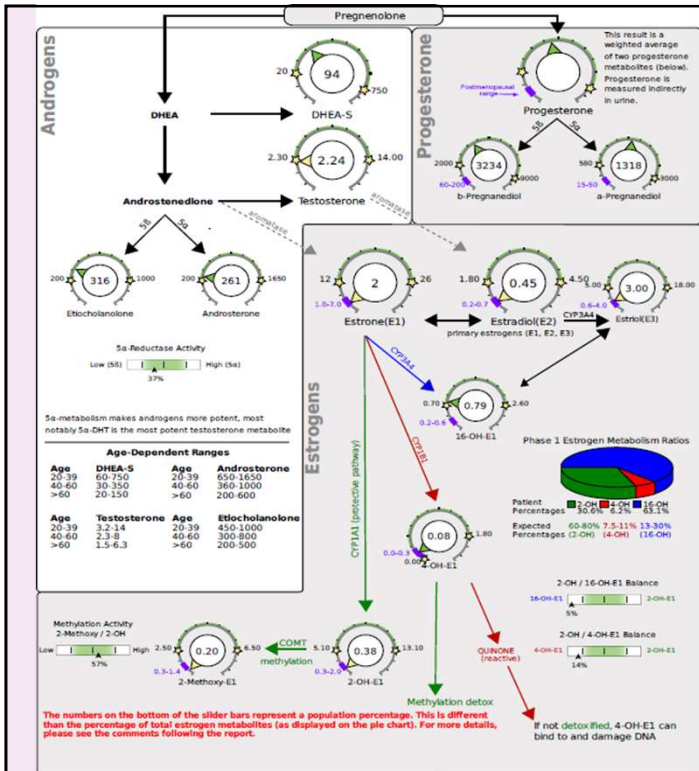 Pregnenolone
Androgens
20
94
750
DHEA-S
DHEA
2.30
2.24
14.00
Testosterone
Androstenedione
aromatase
aromatase
5ß
5α
200
316
1000
Etiocholanolone
200
261
1650
Androsterone
5α-Reductase Activity
Low (5ß)
High (5α)
37%
5α-metabolism makes androgens more potent, most
notably 5α-DHT is the most potent testosterone metabolite
Age-Dependent Ranges
Age DHEA-S Age Androsterone
20-39 60-750 20-39 650-1650
40-60 30-350 40-60 360-1000
>60 20-150 >60 200-600
Age Testosterone Age Etiocholanolone
20-39 3.2-14 20-39 450-1000
40-60 2.3-8 40-60 300-800
>60 1.5-6.3 >60 200-500
Progesterone
This result is a
weighted average
of two progesterone
metabolites (below).
Progesterone is
measured indirectly
in urine.
Postmenopausal
range
Progesterone
5ß
5α
2000
3234
9000
60-200
b-Pregnanediol
580
1318
3000
15-50
a-Pregnanediol
Estrogens
12
2
26
1.0-7.0
Estrone(E1)
1.80
0.45
4.50
0.2-0.7
Estradiol(E2)
primary estrogens (E1, E2, E3)
CYP3A4
5.00
3.00
18.00
0.6-4.0
Estriol(E3)
CYP3A4
0.70
0.79
2.60
0.2-0.6
16-OH-E1
CYP1B1
CYP1A1 (protective pathway)
Phase 1 Estrogen Metabolism Ratios
Patient
Percentages
2-OH 4-OH 16-OH
30.6% 6.2% 63.1%
Expected
Percentages
60-80% 7.5-11% 13-30%
(2-OH) (4-OH) (16-OH)
0.08
1.80
0.0-0.3
0.00
4-OH-E1
2-OH / 16-OH-E1 Balance
16-OH-E1
2-OH-E1
5%
2-OH / 4-OH-E1 Balance
4-OH-E1
2-OH-E1
14%
Methylation Activity
2-Methoxy / 2-OH
Low
High
57%
2.50
0.20
6.50
0.3-1.4
2-Methoxy-E1
COMT
methylation
5.10
0.38
13.10
0.3-2.0
2-OH-E1
QUINONE
(reactive)
Methylation detox
If not detoxified, 4-OH-E1 can
bind to and damage DNA
The numbers on the bottom of the slider bars represent a population percentage. This is different
than the percentage of total estrogen metabolites (as displayed on the pie chart). For more details,
please see the comments following the report.